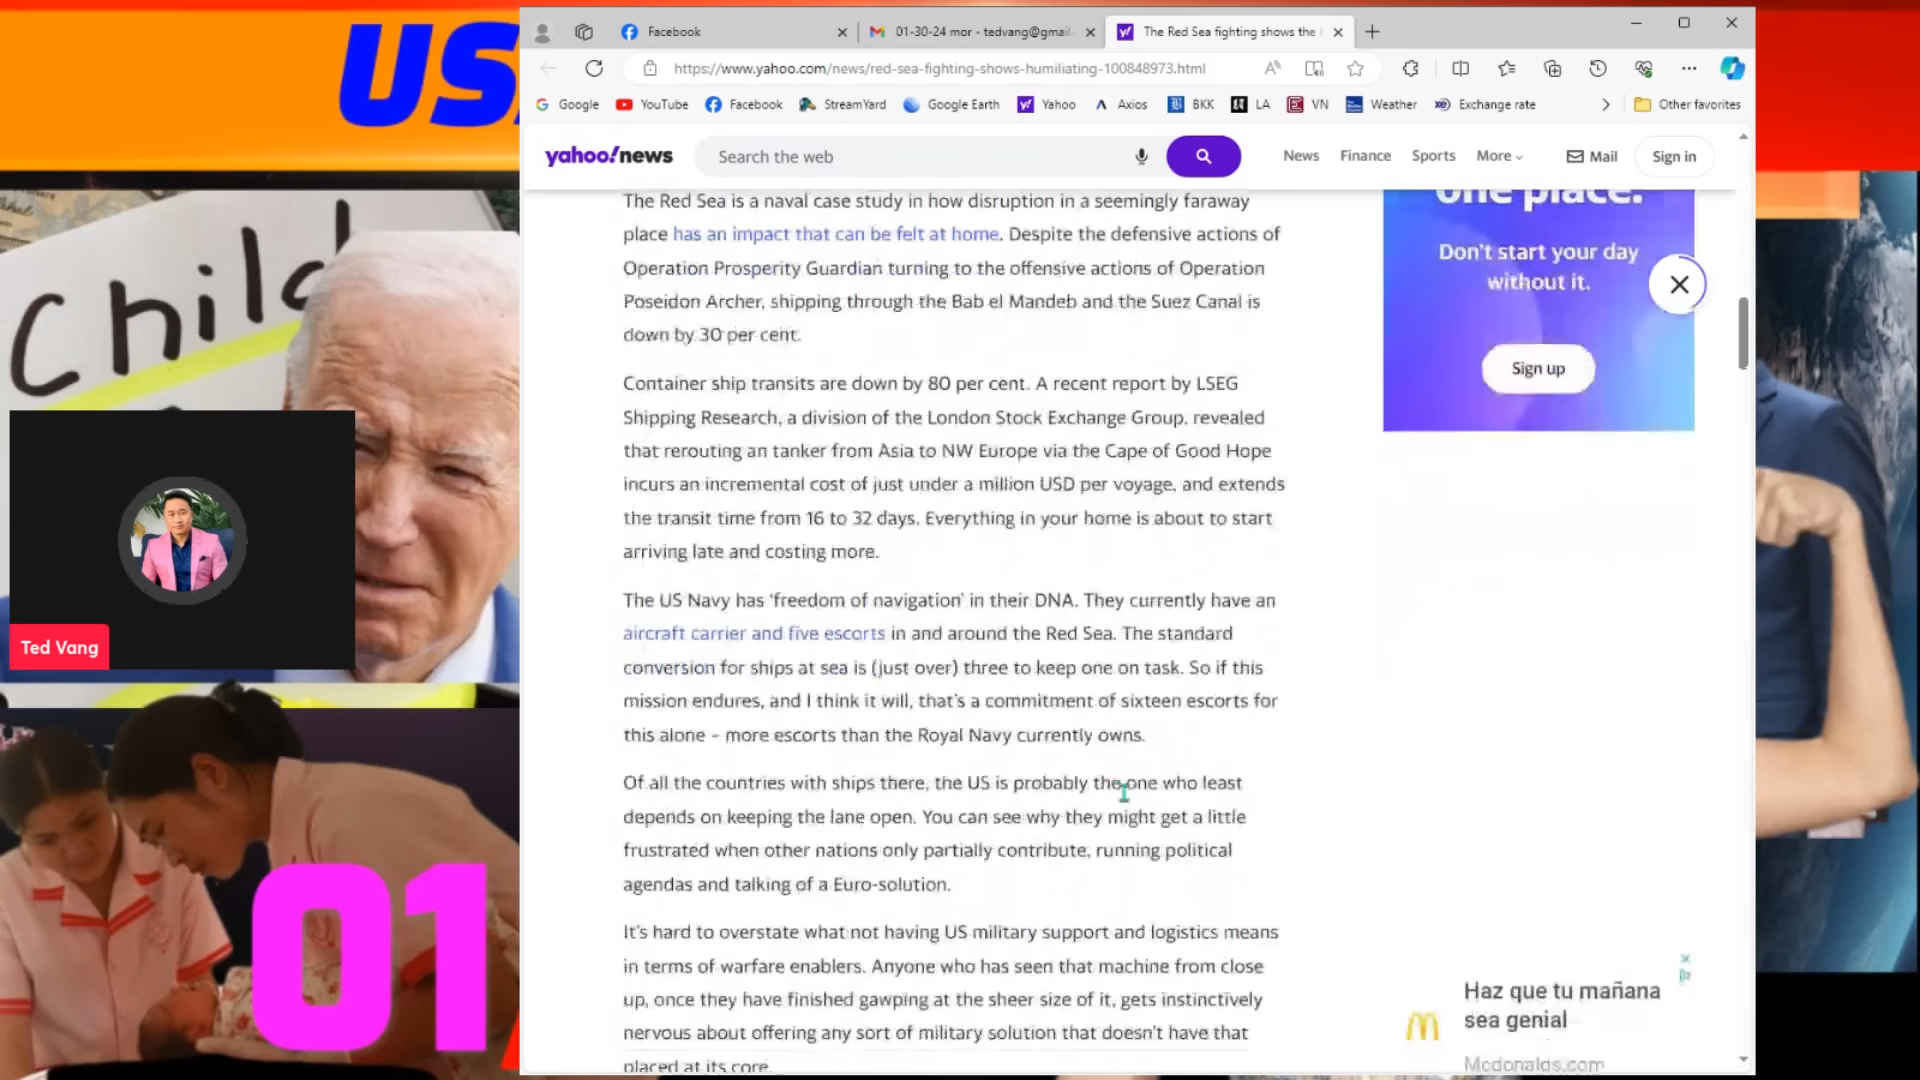 US
Child
Ted Vang
01
Facebook
01-30-24 mor - tedvang@gmail.
The Red Sea fighting shows the
https://www.yahoo.com/news/red-sea-fighting-shows-humiliating-100848973.html
Google
YouTube
Facebook
StreamYard
Google Earth
Yahoo
Axios
BKK
LA
VN
Weather
Exchange rate
Other favorites
yahoo!news
Search the web
News
Finance
Sports
More
Mail
Sign in
The Red Sea is a naval case study in how disruption in a seemingly faraway
place has an impact that can be felt at home. Despite the defensive actions of
Operation Prosperity Guardian turning to the offensive actions of Operation
Poseidon Archer, shipping through the Bab el Mandeb and the Suez Canal is
down by 30 per cent.
Container ship transits are down by 80 per cent. A recent report by LSEG
Shipping Research, a division of the London Stock Exchange Group, revealed
that rerouting an tanker from Asia to NW Europe via the Cape of Good Hope
incurs an incremental cost of just under a million USD per voyage, and extends
the transit time from 16 to 32 days. Everything in your home is about to start
arriving late and costing more.
The US Navy has 'freedom of navigation' in their DNA. They currently have an
aircraft carrier and five escorts in and around the Red Sea. The standard
conversion for ships at sea is (just over) three to keep one on task. So if this
mission endures, and I think it will, that's a commitment of sixteen escorts for
this alone – more escorts than the Royal Navy currently owns.
Of all the countries with ships there, the US is probably the one who least
depends on keeping the lane open. You can see why they might get a little
frustrated when other nations only partially contribute, running political
agendas and talking of a Euro-solution.
It's hard to overstate what not having US military support and logistics means
in terms of warfare enablers. Anyone who has seen that machine from close
up, once they have finished gawping at the sheer size of it, gets instinctively
nervous about offering any sort of military solution that doesn't have that
placed at its core.
one place.
Don't start your day
without it.
Sign up
Haz que tu mañana
sea genial
Mcdonalds.com